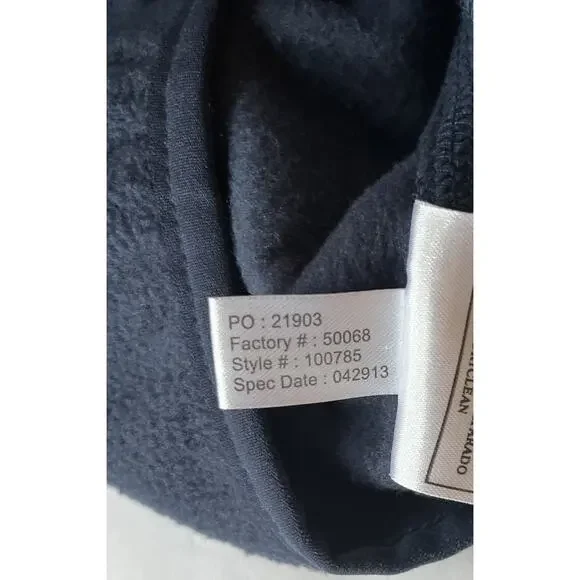 PO : 21903
Factory # : 50068
Style # : 100785
Spec Date : 042913